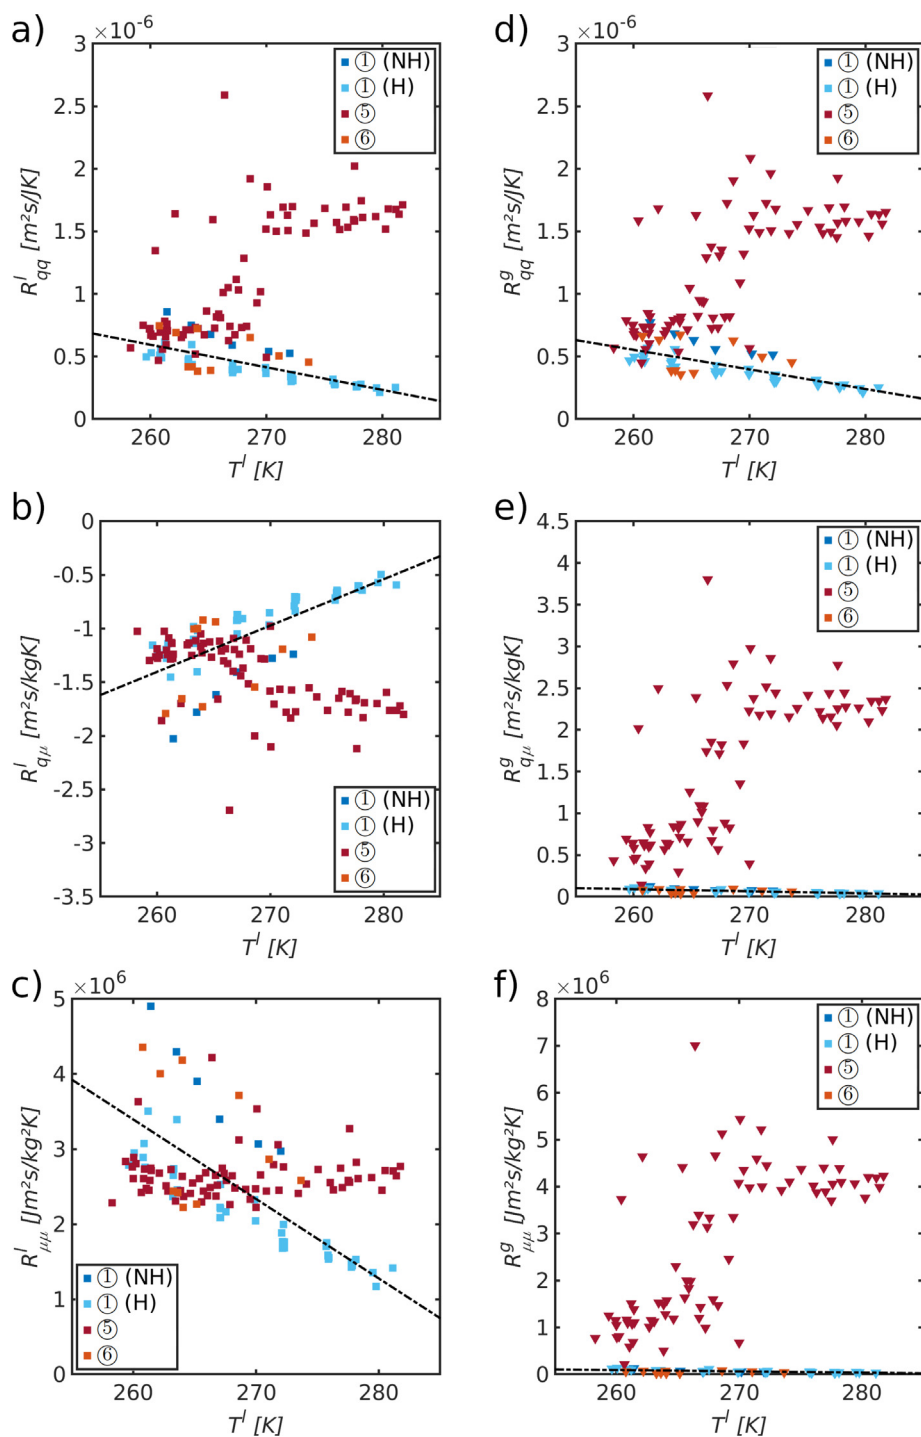 a)
×10⁻⁶
3
2.5
2
1.5
1
0.5
0
R^l_qq [m²s/JK]
① (NH)
① (H)
⑤
⑥
260 270 280
T^l [K]
d)
×10⁻⁶
3
2.5
2
1.5
1
0.5
0
R^g_qq [m²s/JK]
① (NH)
① (H)
⑤
⑥
260 270 280
T^l [K]
b)
0
-0.5
-1
-1.5
-2
-2.5
-3
-3.5
R^l_qμ [m²s/kgK]
① (NH)
① (H)
⑤
⑥
260 270 280
T^l [K]
e)
4.5
4
3.5
3
2.5
2
1.5
1
0.5
0
R^g_qμ [m²s/kgK]
① (NH)
① (H)
⑤
⑥
260 270 280
T^l [K]
c)
×10⁶
5
4
3
2
1
0
R^l_μμ [Jm²s/kg²K]
① (NH)
① (H)
⑤
⑥
260 270 280
T^l [K]
f)
×10⁶
8
7
6
5
4
3
2
1
0
R^g_μμ [Jm²s/kg²K]
① (NH)
① (H)
⑤
⑥
260 270 280
T^l [K]